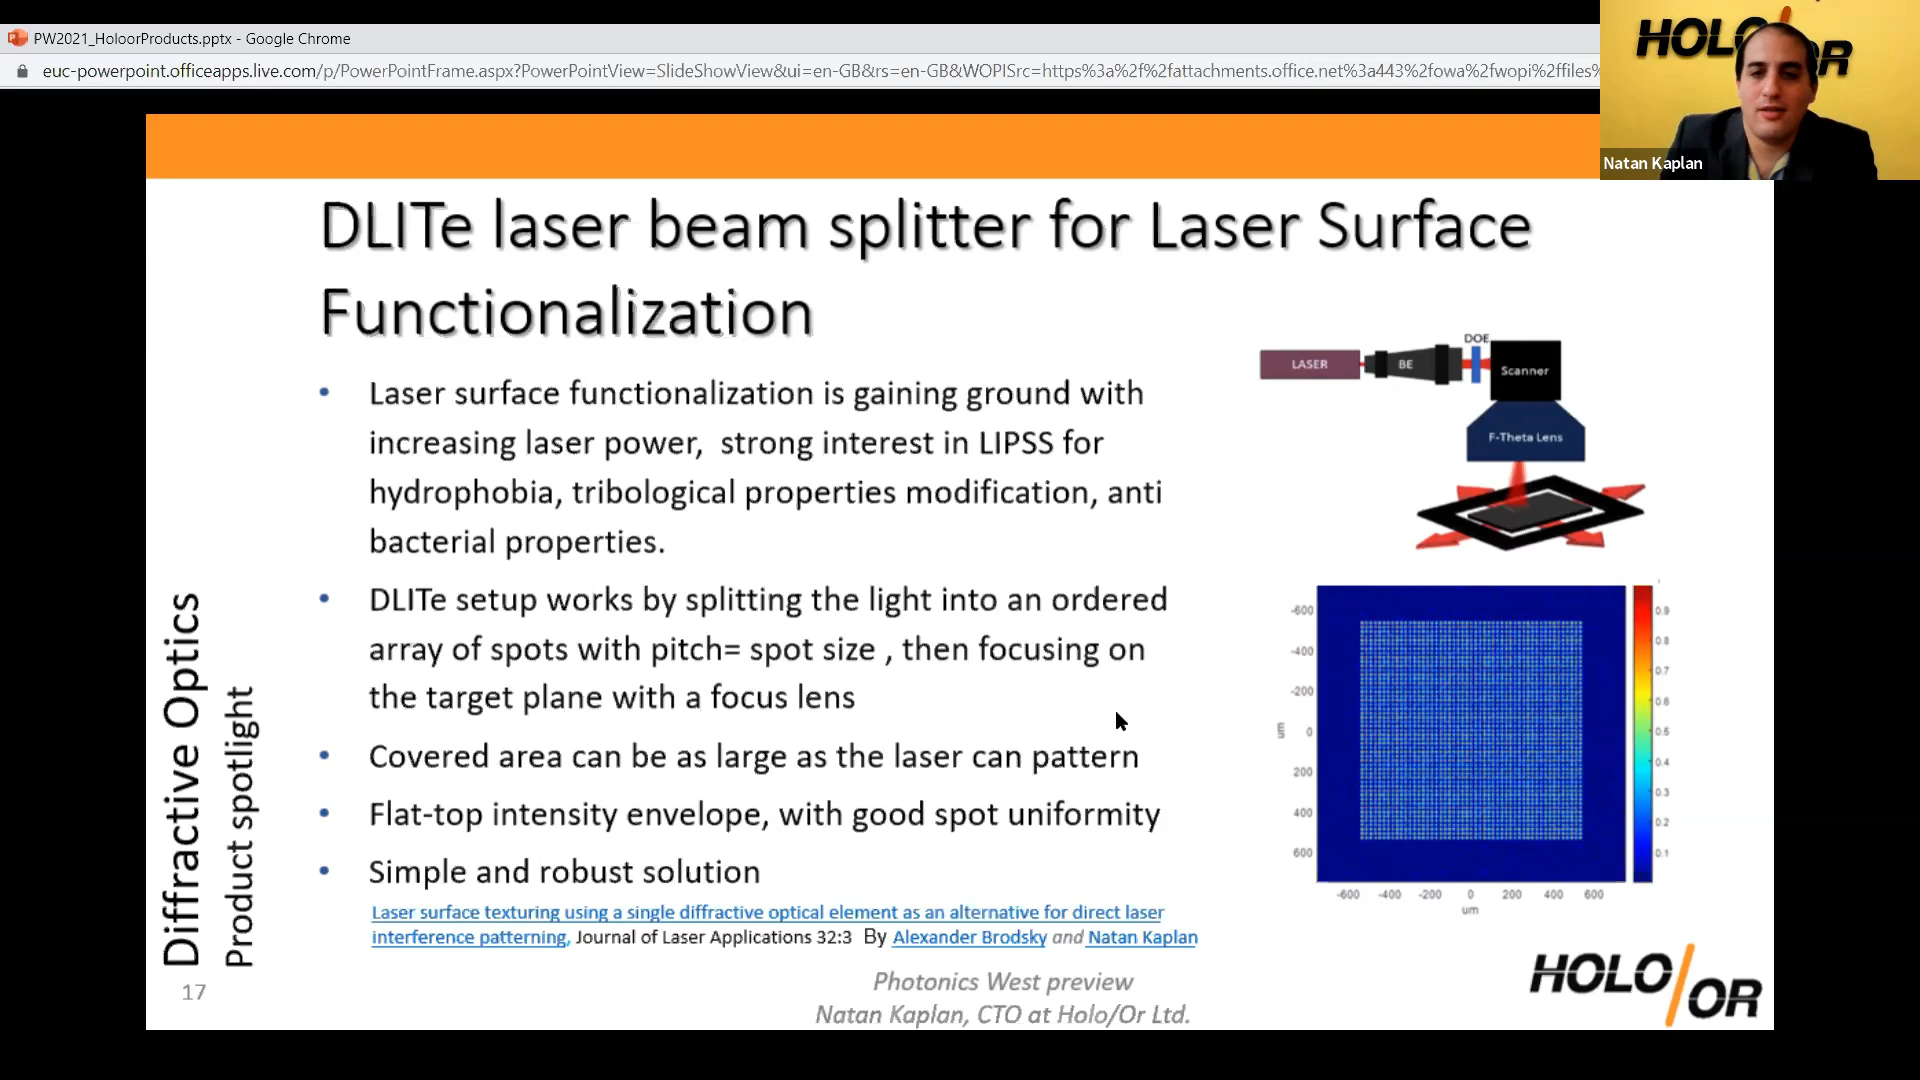 PW2021_HoloorProducts.pptx - Google Chrome
euc-powerpoint.officeapps.live.com/p/PowerPointFrame.aspx?PowerPointView=SlideShowView&ui=en-GB&rs=en-GB&WOPISrc=https%3a%2f%2fattachments.office.net%3a443%2fowa%2fwopi%2ffiles%
Natan Kaplan
DLITe laser beam splitter for Laser Surface
Functionalization
• Laser surface functionalization is gaining ground with
increasing laser power, strong interest in LIPSS for
hydrophobia, tribological properties modification, anti
bacterial properties.
• DLITe setup works by splitting the light into an ordered
array of spots with pitch= spot size , then focusing on
the target plane with a focus lens
• Covered area can be as large as the laser can pattern
• Flat-top intensity envelope, with good spot uniformity
• Simple and robust solution
Laser surface texturing using a single diffractive optical element as an alternative for direct laser
interference patterning, Journal of Laser Applications 32:3 By Alexander Brodsky and Natan Kaplan
LASER
BE
DOE
Scanner
F-Theta Lens
-600
-400
-200
0
200
400
600
um
-600 -400 -200 0 200 400 600
um
0.9
0.8
0.7
0.6
0.5
0.4
0.3
0.2
0.1
Diffractive Optics
Product spotlight
17
Photonics West preview
Natan Kaplan, CTO at Holo/Or Ltd.
HOLO/OR